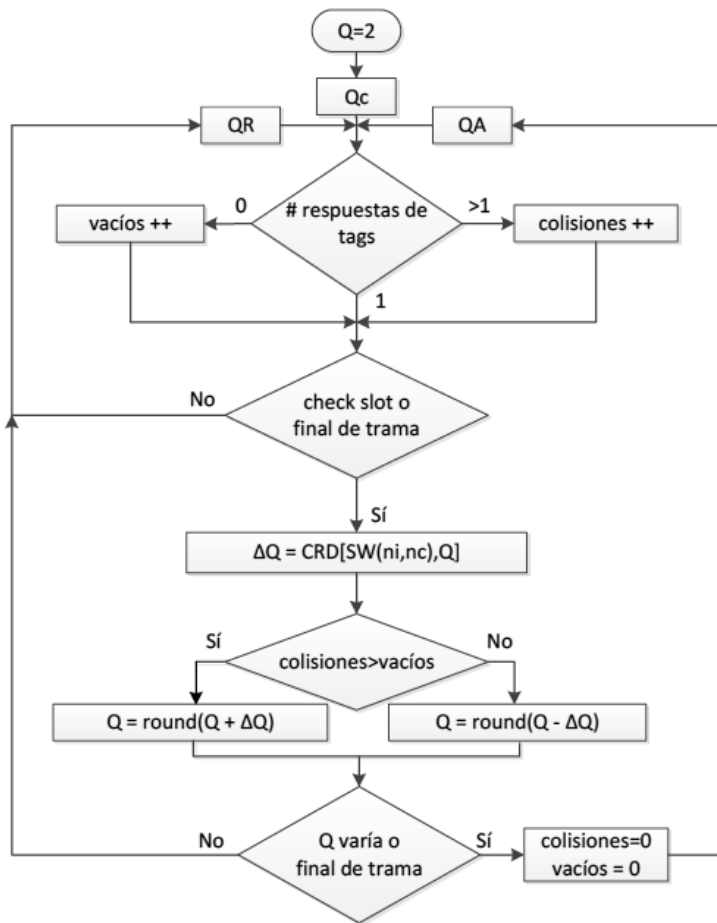 Q=2
Qc
QR
QA
# respuestas de
tags
0
>1
vacíos ++
colisiones ++
1
check slot o
final de trama
No
Sí
ΔQ = CRD[SW(ni,nc),Q]
Sí
No
colisiones>vacíos
Q = round(Q + ΔQ)
Q = round(Q - ΔQ)
Q varía o
final de trama
No
Sí
colisiones=0
vacíos = 0